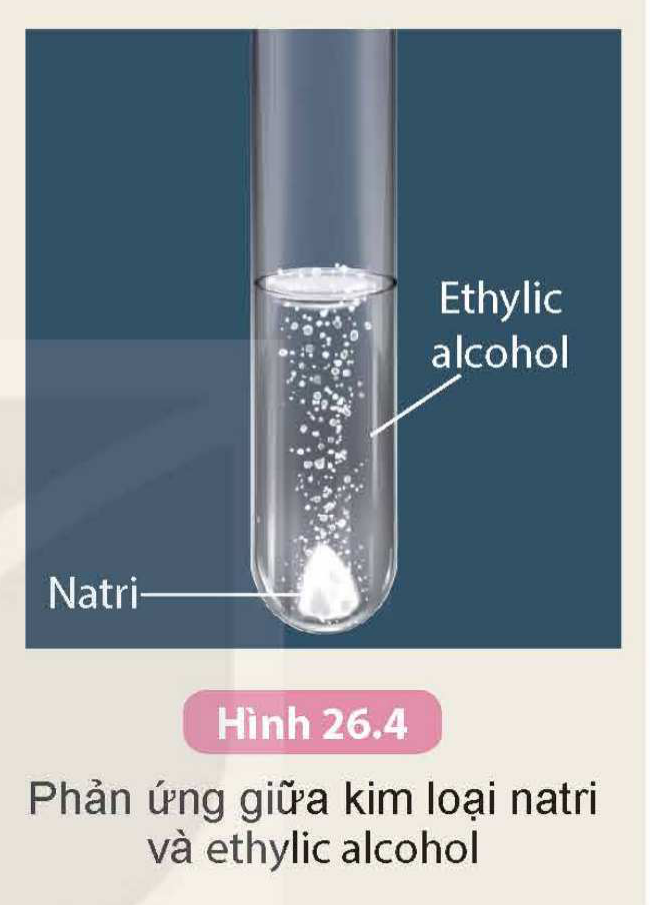 Ethylic
alcohol
Natri
Hình 26.4
Phản ứng giữa kim loại natri
và ethylic alcohol